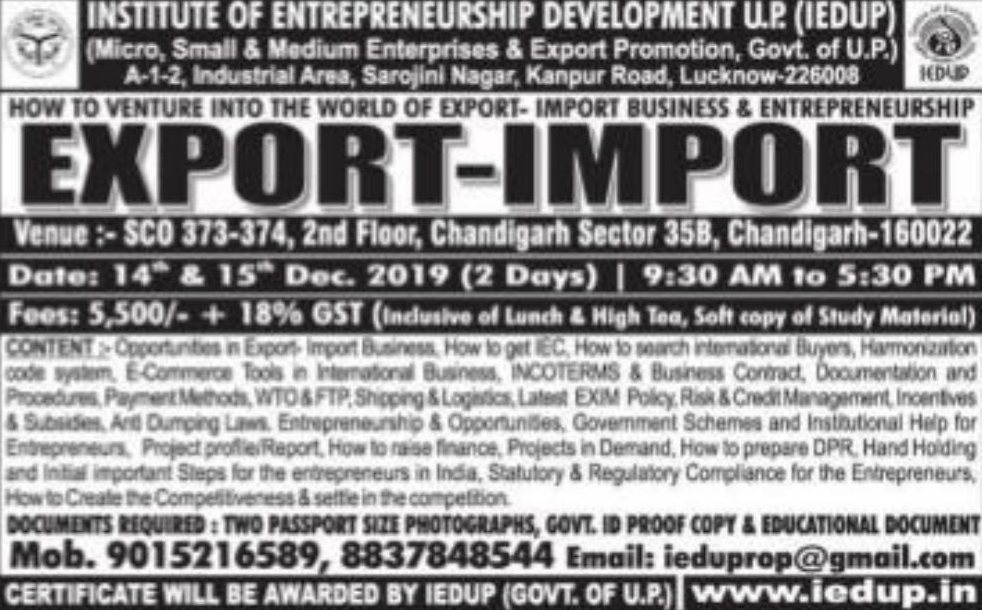 INSTITUTE OF ENTREPRENEURSHIP DEVELOPMENT U.P. (IEDUP)
(Micro, Small & Medium Enterprises & Export Promotion, Govt. of U.P.)
A-1-2, Industrial Area, Sarojini Nagar, Kanpur Road, Lucknow-226008
IEDUP
HOW TO VENTURE INTO THE WORLD OF EXPORT- IMPORT BUSINESS & ENTREPRENEURSHIP
EXPORT-IMPORT
Venue :- SCO 373-374, 2nd Floor, Chandigarh Sector 35B, Chandigarh-160022
Date: 14th & 15th Dec. 2019 (2 Days) | 9:30 AM to 5:30 PM
Fees: 5,500/- + 18% GST (Inclusive of Lunch & High Tea, Soft copy of Study Material)
CONTENT :- Opportunities in Export- Import Business, How to get IEC, How to search international Buyers, Harmonization
code system, E-Commerce Tools in International Business, INCOTERMS & Business Contract, Documentation and
Procedures, Payment Methods, WTO & FTP, Shipping & Logistics, Latest EXIM Policy, Risk & Credit Management, Incentives
& Subsidies, Anti Dumping Laws, Entrepreneurship & Opportunities, Government Schemes and Institutional Help for
Entrepreneurs, Project profile/Report, How to raise finance, Projects in Demand, How to prepare DPR, Hand Holding
and Initial important Steps for the entrepreneurs in India, Statutory & Regulatory Compliance for the Entrepreneurs,
How to Create the Competitiveness & settle in the competition.
DOCUMENTS REQUIRED : TWO PASSPORT SIZE PHOTOGRAPHS, GOVT. ID PROOF COPY & EDUCATIONAL DOCUMENT
Mob. 9015216589, 8837848544 Email: ieduprop@gmail.com
CERTIFICATE WILL BE AWARDED BY IEDUP (GOVT. OF U.P.) | www.iedup.in